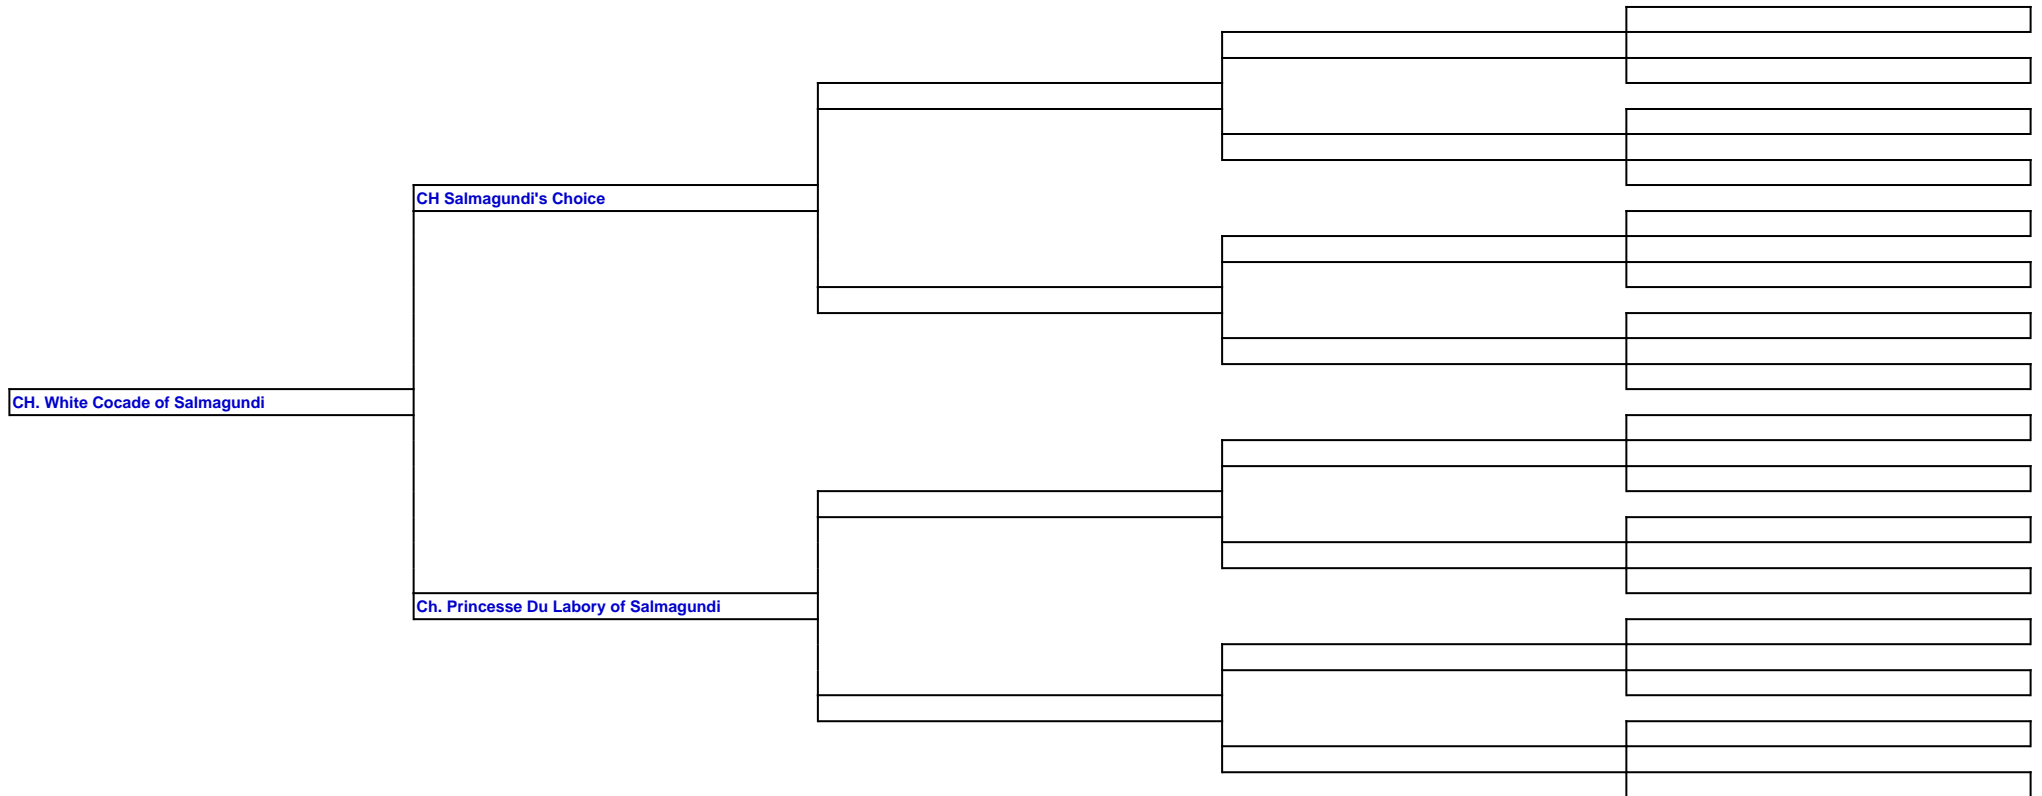 CH Salmagundi's Choice
CH. White Cocade of Salmagundi
Ch. Princesse Du Labory of Salmagundi